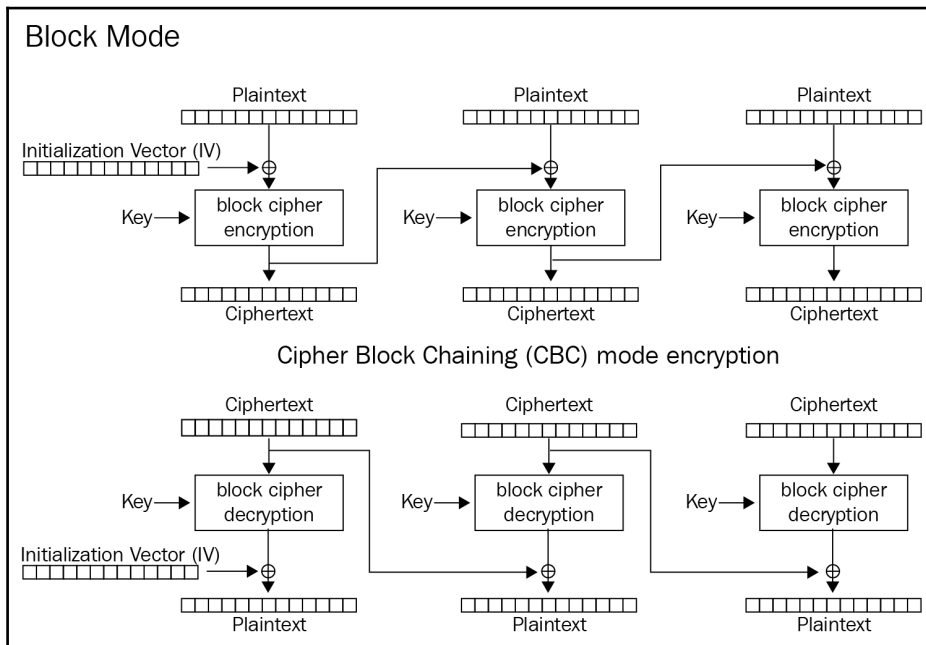 Block Mode
Plaintext Plaintext Plaintext
Initialization Vector (IV)
Key block cipher encryption Key block cipher encryption Key block cipher encryption
Ciphertext Ciphertext Ciphertext
Cipher Block Chaining (CBC) mode encryption
Ciphertext Ciphertext Ciphertext
Key block cipher decryption Key block cipher decryption Key block cipher decryption
Initialization Vector (IV)
Plaintext Plaintext Plaintext